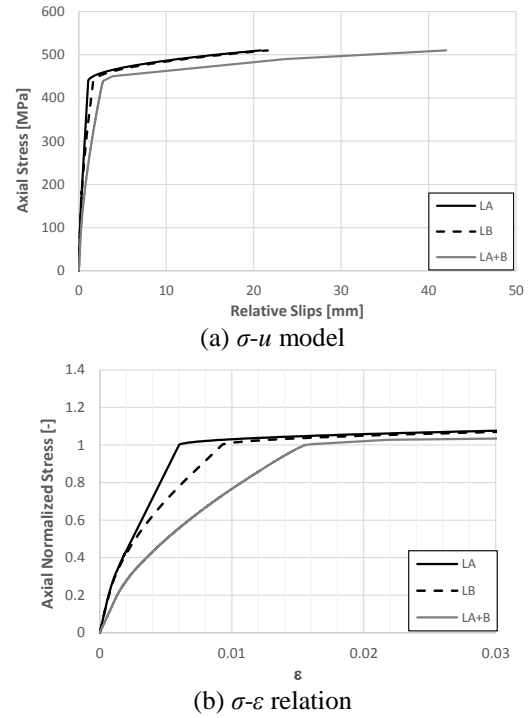 600
500
400
300
200
100
0
Axial Stress [MPa]
LA
LB
LA+B
0 10 20 30 40 50
Relative Slips [mm]
(a) σ-u model
1.4
1.2
1
0.8
0.6
0.4
0.2
0
Axial Normalized Stress [-]
LA
LB
LA+B
0 0.01 0.02 0.03
ε
(b) σ-ε relation